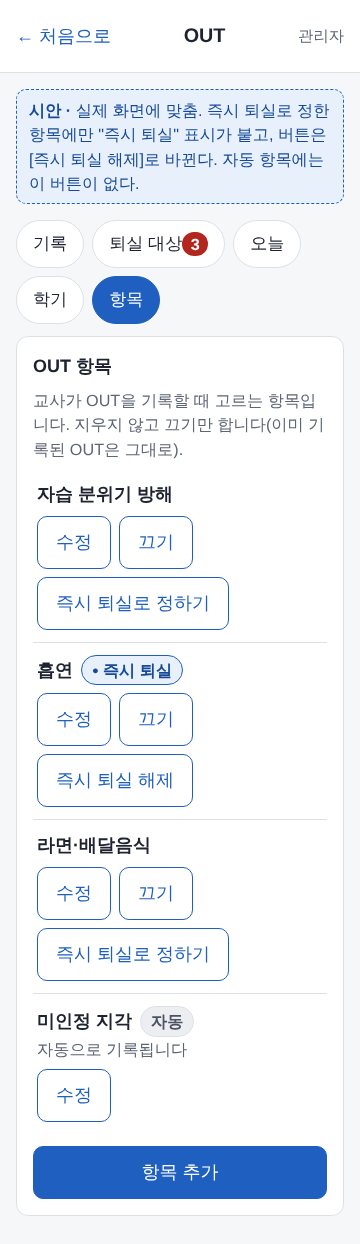 ← 처음으로
OUT
관리자
시안 · 실제 화면에 맞춤. 즉시 퇴실로 정한
항목에만 "즉시 퇴실" 표시가 붙고, 버튼은
[즉시 퇴실 해제]로 바뀐다. 자동 항목에는
이 버튼이 없다.
기록
퇴실 대상 3
오늘
학기
항목
OUT 항목
교사가 OUT을 기록할 때 고르는 항목입
니다. 지우지 않고 끄기만 합니다(이미 기
록된 OUT은 그대로).
자습 분위기 방해
수정
끄기
즉시 퇴실로 정하기
흡연
• 즉시 퇴실
수정
끄기
즉시 퇴실 해제
라면·배달음식
수정
끄기
즉시 퇴실로 정하기
미인정 지각
자동
자동으로 기록됩니다
수정
항목 추가